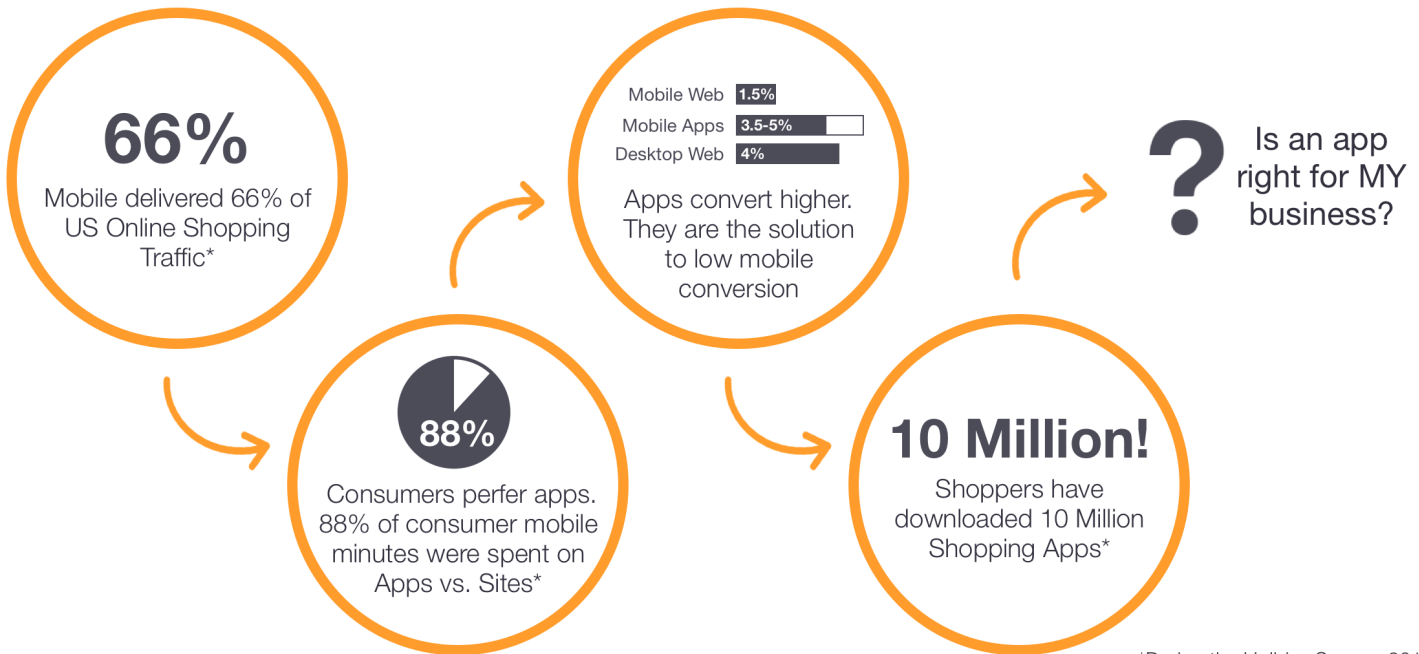 66%
Mobile delivered 66% of
US Online Shopping
Traffic*
88%
Consumers perfer apps.
88% of consumer mobile
minutes were spent on
Apps vs. Sites*
Mobile Web 1.5%
Mobile Apps 3.5-5%
Desktop Web 4%
Apps convert higher.
They are the solution
to low mobile
conversion
10 Million!
Shoppers have
downloaded 10 Million
Shopping Apps*
?
Is an app
right for MY
business?